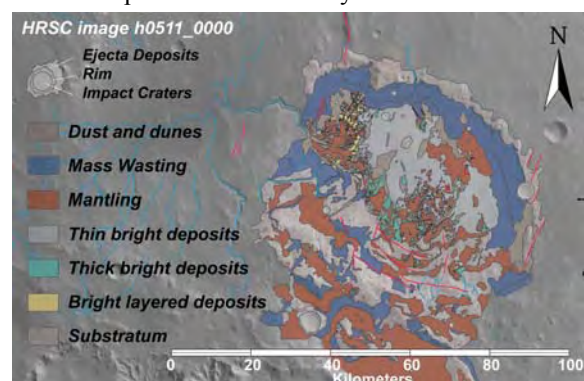 HRSC image h0511_0000
N
Ejecta Deposits
Rim
Impact Craters
Dust and dunes
Mass Wasting
Mantling
Thin bright deposits
Thick bright deposits
Bright layered deposits
Substratum
0 20 40 60 80 100
Kilometers